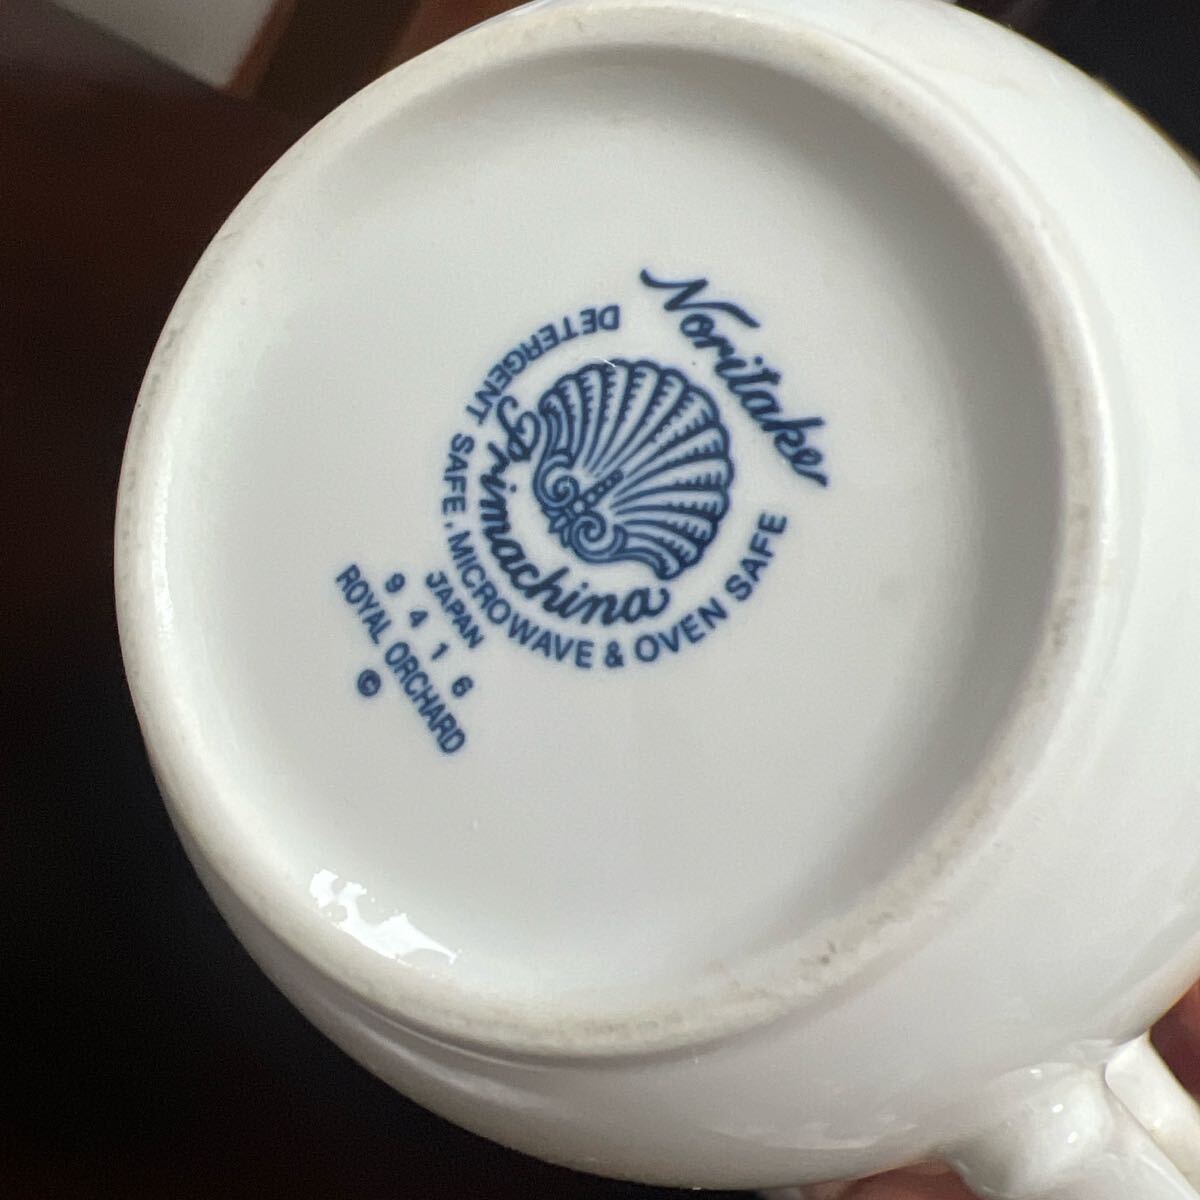 Noritake
Primachina
DETERGENT SAFE, MICROWAVE & OVEN SAFE
JAPAN
9416
ROYAL ORCHARD
©